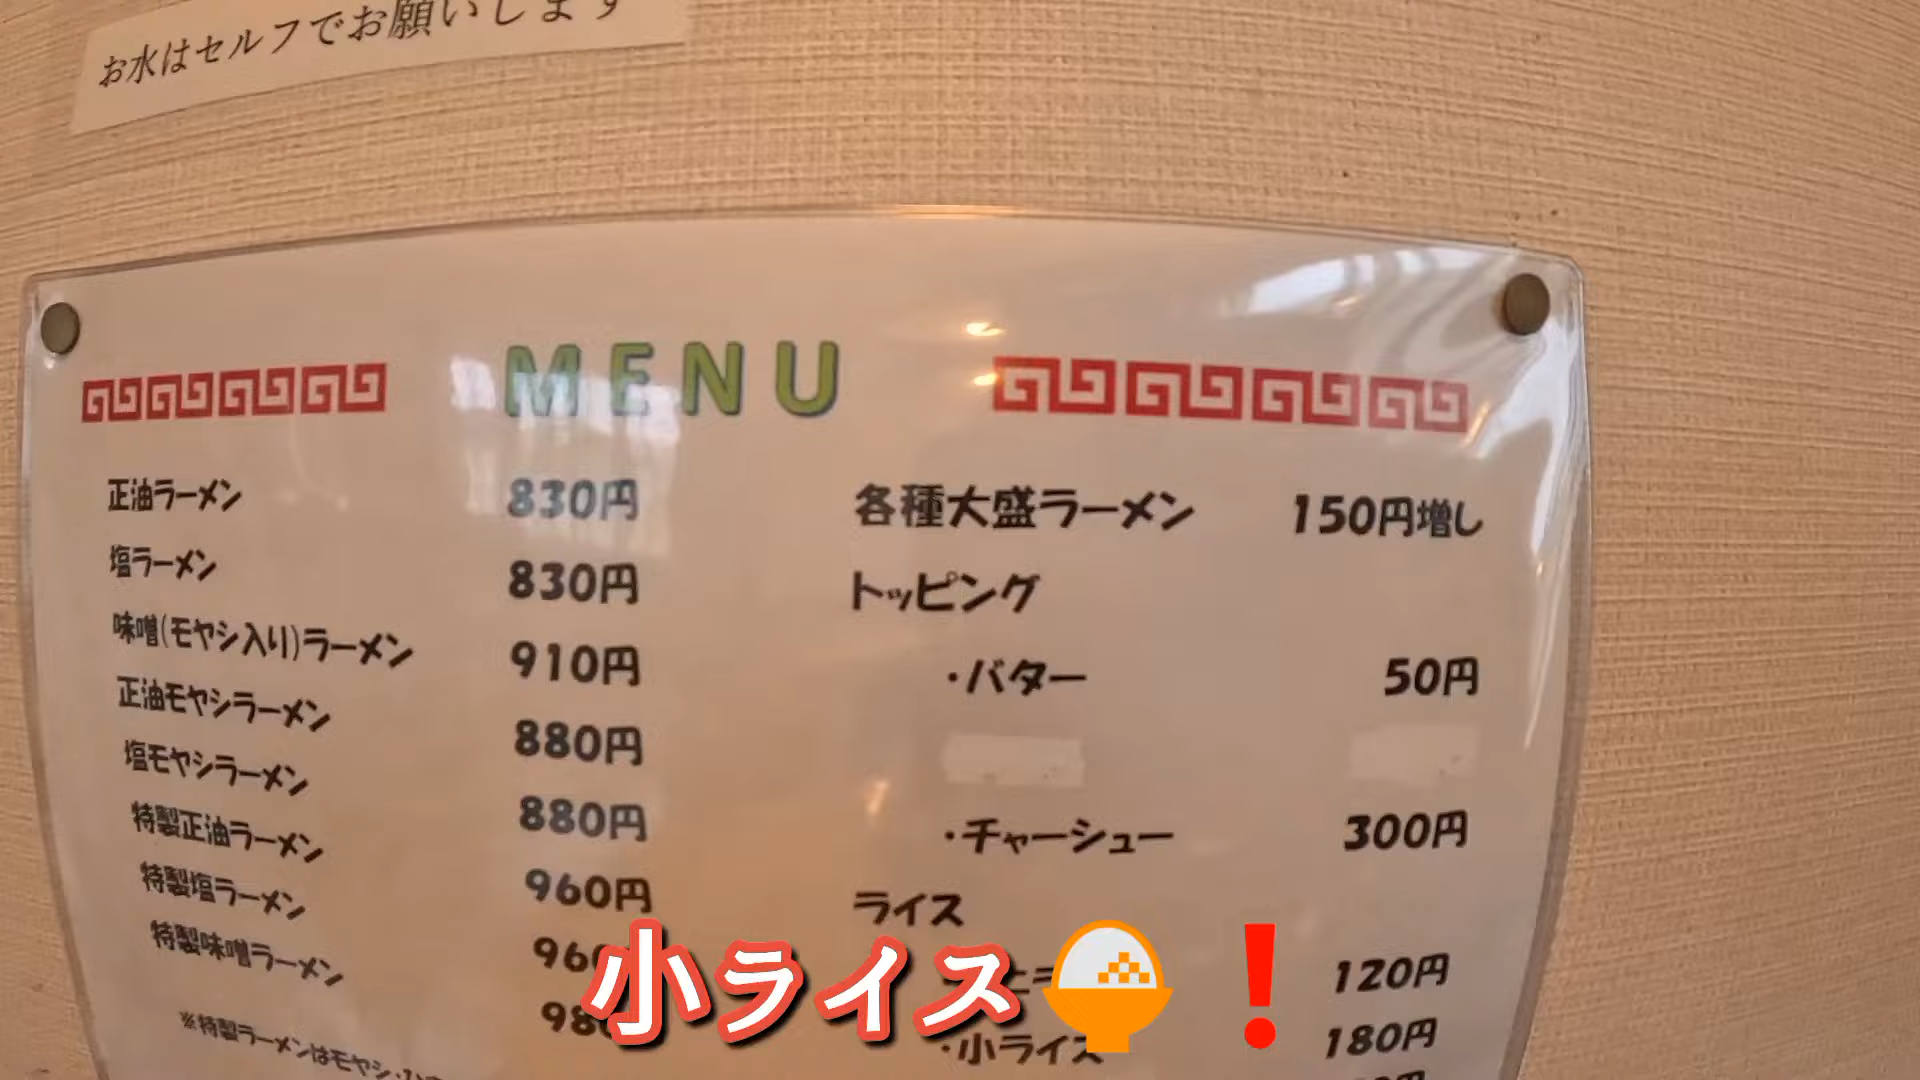 お水はセルフでお願いします
MENU
正油ラーメン 830円
塩ラーメン 830円
味噌(モヤシ入り)ラーメン 910円
正油モヤシラーメン 880円
塩モヤシラーメン 880円
特製正油ラーメン 960円
特製塩ラーメン 960
特製味噌ラーメン 980
※特製ラーメンはモヤシ
各種大盛ラーメン 150円増し
トッピング
・バター 50円
・チャーシュー 300円
ライス
120円
・小ライス 180円
小ライス🍚❗